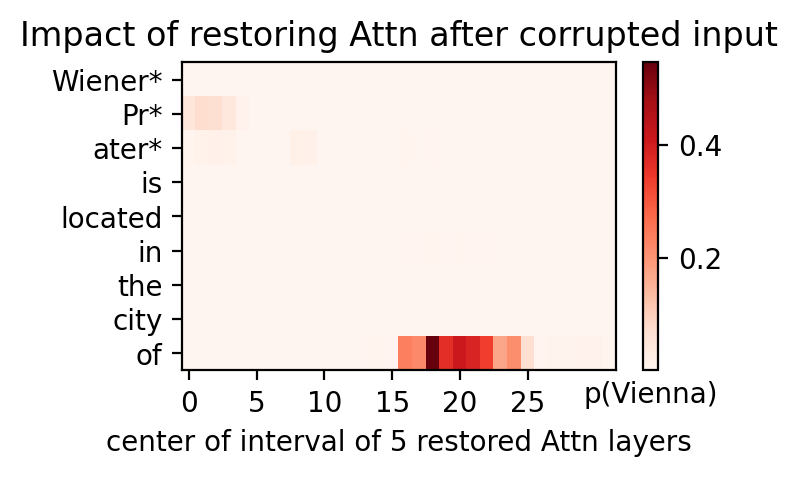 Impact of restoring Attn after corrupted input
Wiener*
Pr*
ater*
is
located
in
the
city
of
0.4
0.2
0 5 10 15 20 25
p(Vienna)
center of interval of 5 restored Attn layers